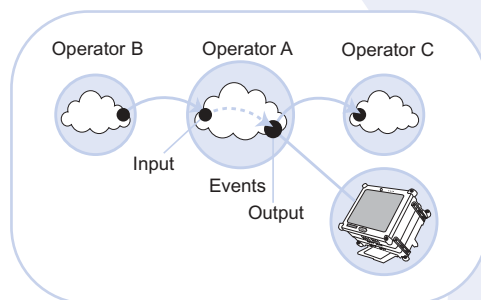 Operator B
Operator A
Operator C
Input
Events
Output